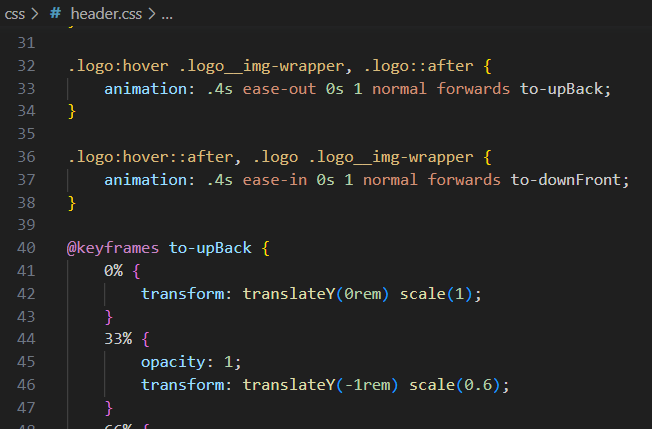 css > # header.css > ...
31
32 .logo:hover .logo__img-wrapper, .logo::after {
33     animation: .4s ease-out 0s 1 normal forwards to-upBack;
34 }
35
36 .logo:hover::after, .logo .logo__img-wrapper {
37     animation: .4s ease-in 0s 1 normal forwards to-downFront;
38 }
39
40 @keyframes to-upBack {
41     0% {
42         transform: translateY(0rem) scale(1);
43     }
44     33% {
45         opacity: 1;
46         transform: translateY(-1rem) scale(0.6);
47     }